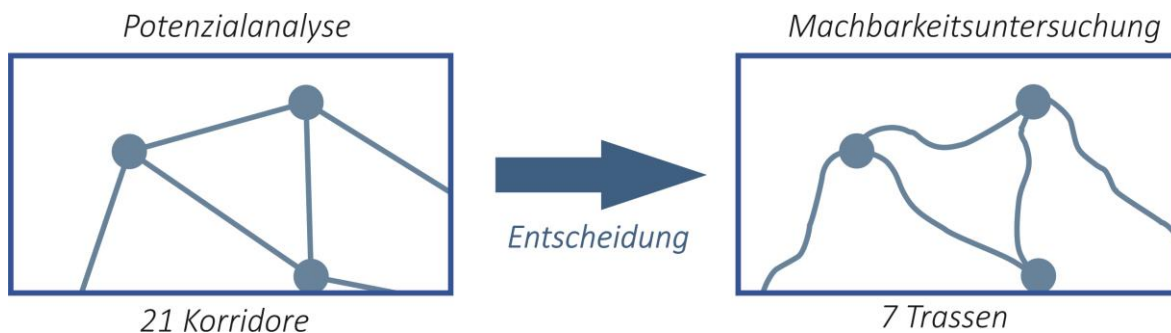 Potenzialanalyse
Machbarkeitsuntersuchung
Entscheidung
21 Korridore
7 Trassen